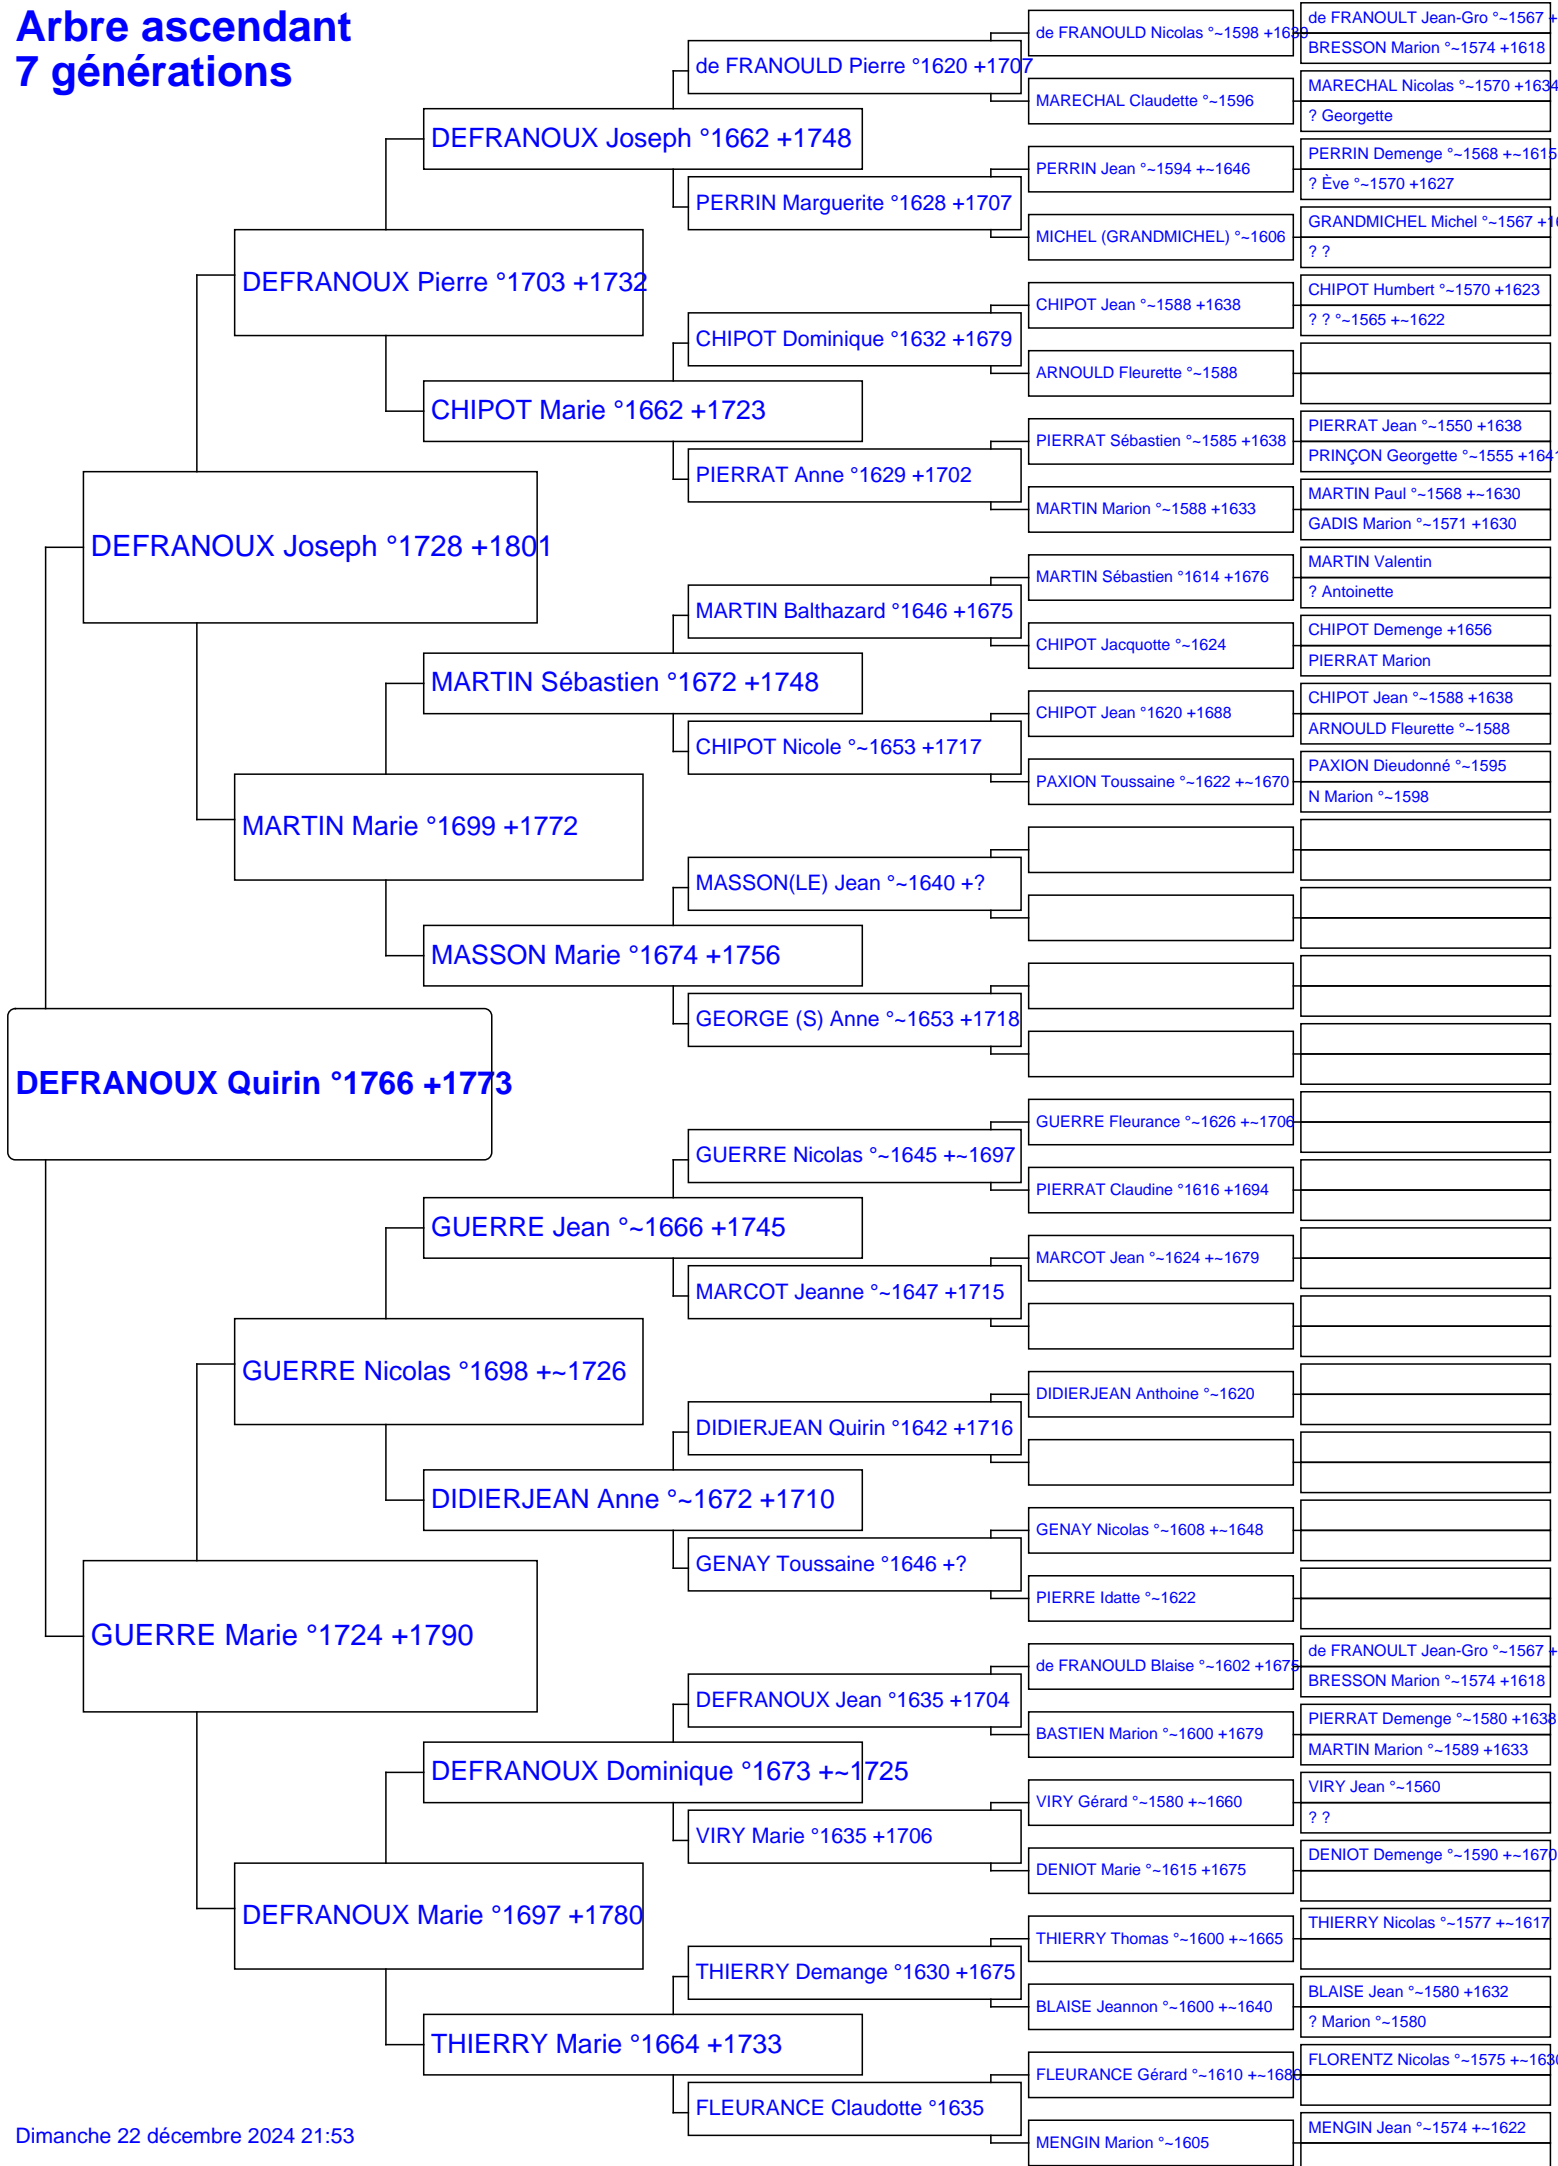 Arbre ascendant
7 générations
DEFRANOUX Quirin °1766 +1773
DEFRANOUX Joseph °1728 +1801
GUERRE Marie °1724 +1790
DEFRANOUX Pierre °1703 +1732
MARTIN Marie °1699 +1772
GUERRE Nicolas °1698 +~1726
DEFRANOUX Marie °1697 +1780
DEFRANOUX Joseph °1662 +1748
CHIPOT Marie °1662 +1723
MARTIN Sébastien °1672 +1748
MASSON Marie °1674 +1756
GUERRE Jean °~1666 +1745
DIDIERJEAN Anne °~1672 +1710
DEFRANOUX Dominique °1673 +~1725
THIERRY Marie °1664 +1733
de FRANOULD Pierre °1620 +1707
PERRIN Marguerite °1628 +1707
CHIPOT Dominique °1632 +1679
PIERRAT Anne °1629 +1702
MARTIN Balthazard °1646 +1675
CHIPOT Nicole °~1653 +1717
MASSON(LE) Jean °~1640 +?
GEORGE (S) Anne °~1653 +1718
GUERRE Nicolas °~1645 +~1697
MARCOT Jeanne °~1647 +1715
DIDIERJEAN Quirin °1642 +1716
GENAY Toussaine °1646 +?
DEFRANOUX Jean °1635 +1704
VIRY Marie °1635 +1706
THIERRY Demange °1630 +1675
FLEURANCE Claudotte °1635
de FRANOULD Nicolas °~1598 +1639
MARECHAL Claudette °~1596
PERRIN Jean °~1594 +~1646
MICHEL (GRANDMICHEL) °~1606
CHIPOT Jean °~1588 +1638
ARNOULD Fleurette °~1588
PIERRAT Sébastien °~1585 +1638
MARTIN Marion °~1588 +1633
MARTIN Sébastien °1614 +1676
CHIPOT Jacquotte °~1624
CHIPOT Jean °1620 +1688
PAXION Toussaine °~1622 +~1670
GUERRE Fleurance °~1626 +~1706
PIERRAT Claudine °1616 +1694
MARCOT Jean °~1624 +~1679
DIDIERJEAN Anthoine °~1620
GENAY Nicolas °~1608 +~1648
PIERRE Idatte °~1622
de FRANOULD Blaise °~1602 +1675
BASTIEN Marion °~1600 +1679
VIRY Gérard °~1580 +~1660
DENIOT Marie °~1615 +1675
THIERRY Thomas °~1600 +~1665
BLAISE Jeannon °~1600 +~1640
FLEURANCE Gérard °~1610 +~1680
MENGIN Marion °~1605
de FRANOULT Jean-Gro °~1567 +
BRESSON Marion °~1574 +1618
MARECHAL Nicolas °~1570 +1634
? Georgette
PERRIN Demenge °~1568 +~1615
? Ève °~1570 +1627
GRANDMICHEL Michel °~1567 +1
? ?
CHIPOT Humbert °~1570 +1623
? ? °~1565 +~1622
PIERRAT Jean °~1550 +1638
PRINÇON Georgette °~1555 +1641
MARTIN Paul °~1568 +~1630
GADIS Marion °~1571 +1630
MARTIN Valentin
? Antoinette
CHIPOT Demenge +1656
PIERRAT Marion
CHIPOT Jean °~1588 +1638
ARNOULD Fleurette °~1588
PAXION Dieudonné °~1595
N Marion °~1598
de FRANOULT Jean-Gro °~1567 +
BRESSON Marion °~1574 +1618
PIERRAT Demenge °~1580 +1638
MARTIN Marion °~1589 +1633
VIRY Jean °~1560
? ?
DENIOT Demenge °~1590 +~1670
THIERRY Nicolas °~1577 +~1617
BLAISE Jean °~1580 +1632
? Marion °~1580
FLORENTZ Nicolas °~1575 +~1630
MENGIN Jean °~1574 +~1622
Dimanche 22 décembre 2024 21:53